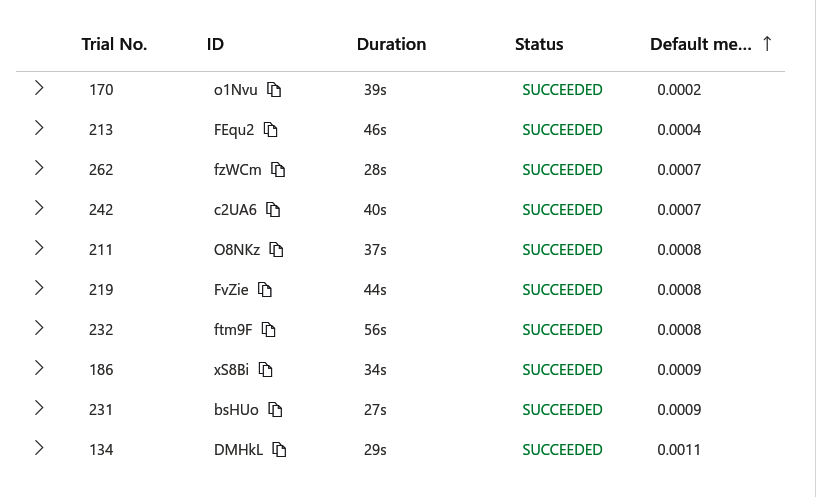 Trial No. ID Duration Status Default me... ↑
170 o1Nvu 39s SUCCEEDED 0.0002
213 FEqu2 46s SUCCEEDED 0.0004
262 fzWCm 28s SUCCEEDED 0.0007
242 c2UA6 40s SUCCEEDED 0.0007
211 O8NKz 37s SUCCEEDED 0.0008
219 FvZie 44s SUCCEEDED 0.0008
232 ftm9F 56s SUCCEEDED 0.0008
186 xS8Bi 34s SUCCEEDED 0.0009
231 bsHUo 27s SUCCEEDED 0.0009
134 DMHkL 29s SUCCEEDED 0.0011